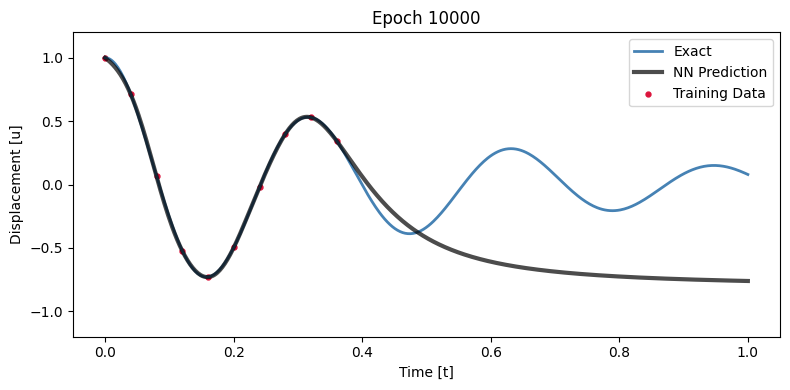 Epoch 10000
Exact
NN Prediction
Training Data
Displacement [u]
1.0
0.5
0.0
−0.5
−1.0
0.0
0.2
0.4
0.6
0.8
1.0
Time [t]